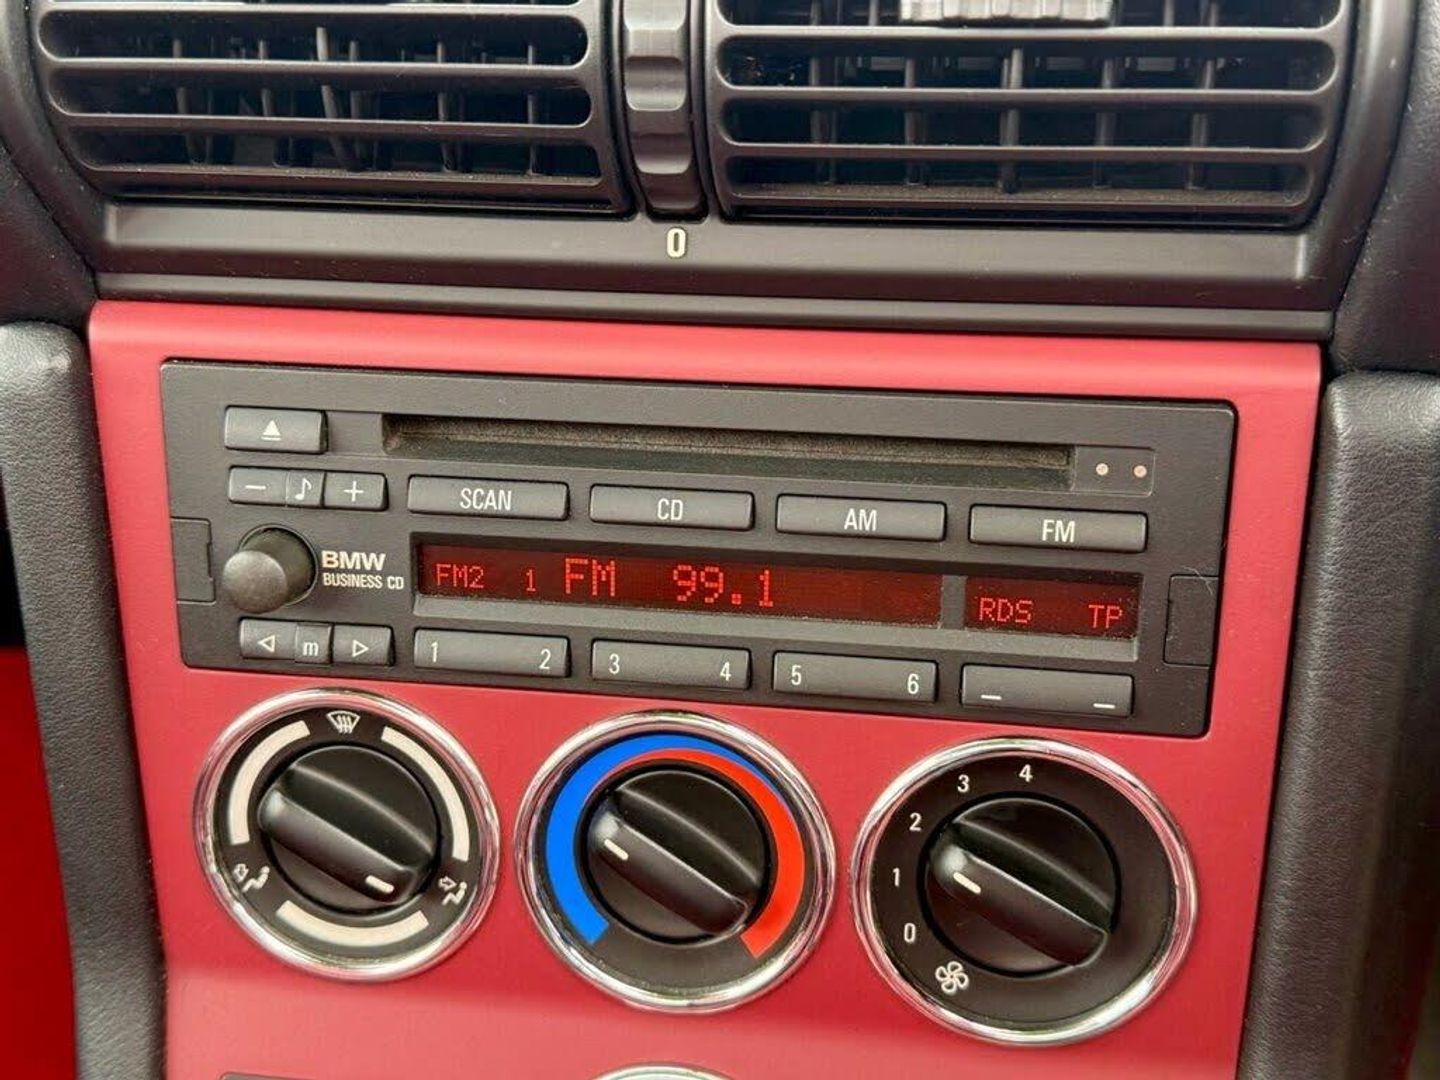 0
SCAN
CD
AM
FM
BMW
BUSINESS CD
FM2 1 FM 99.1
RDS TP
m
1 2
3 4
5 6
4
3
2
1
0